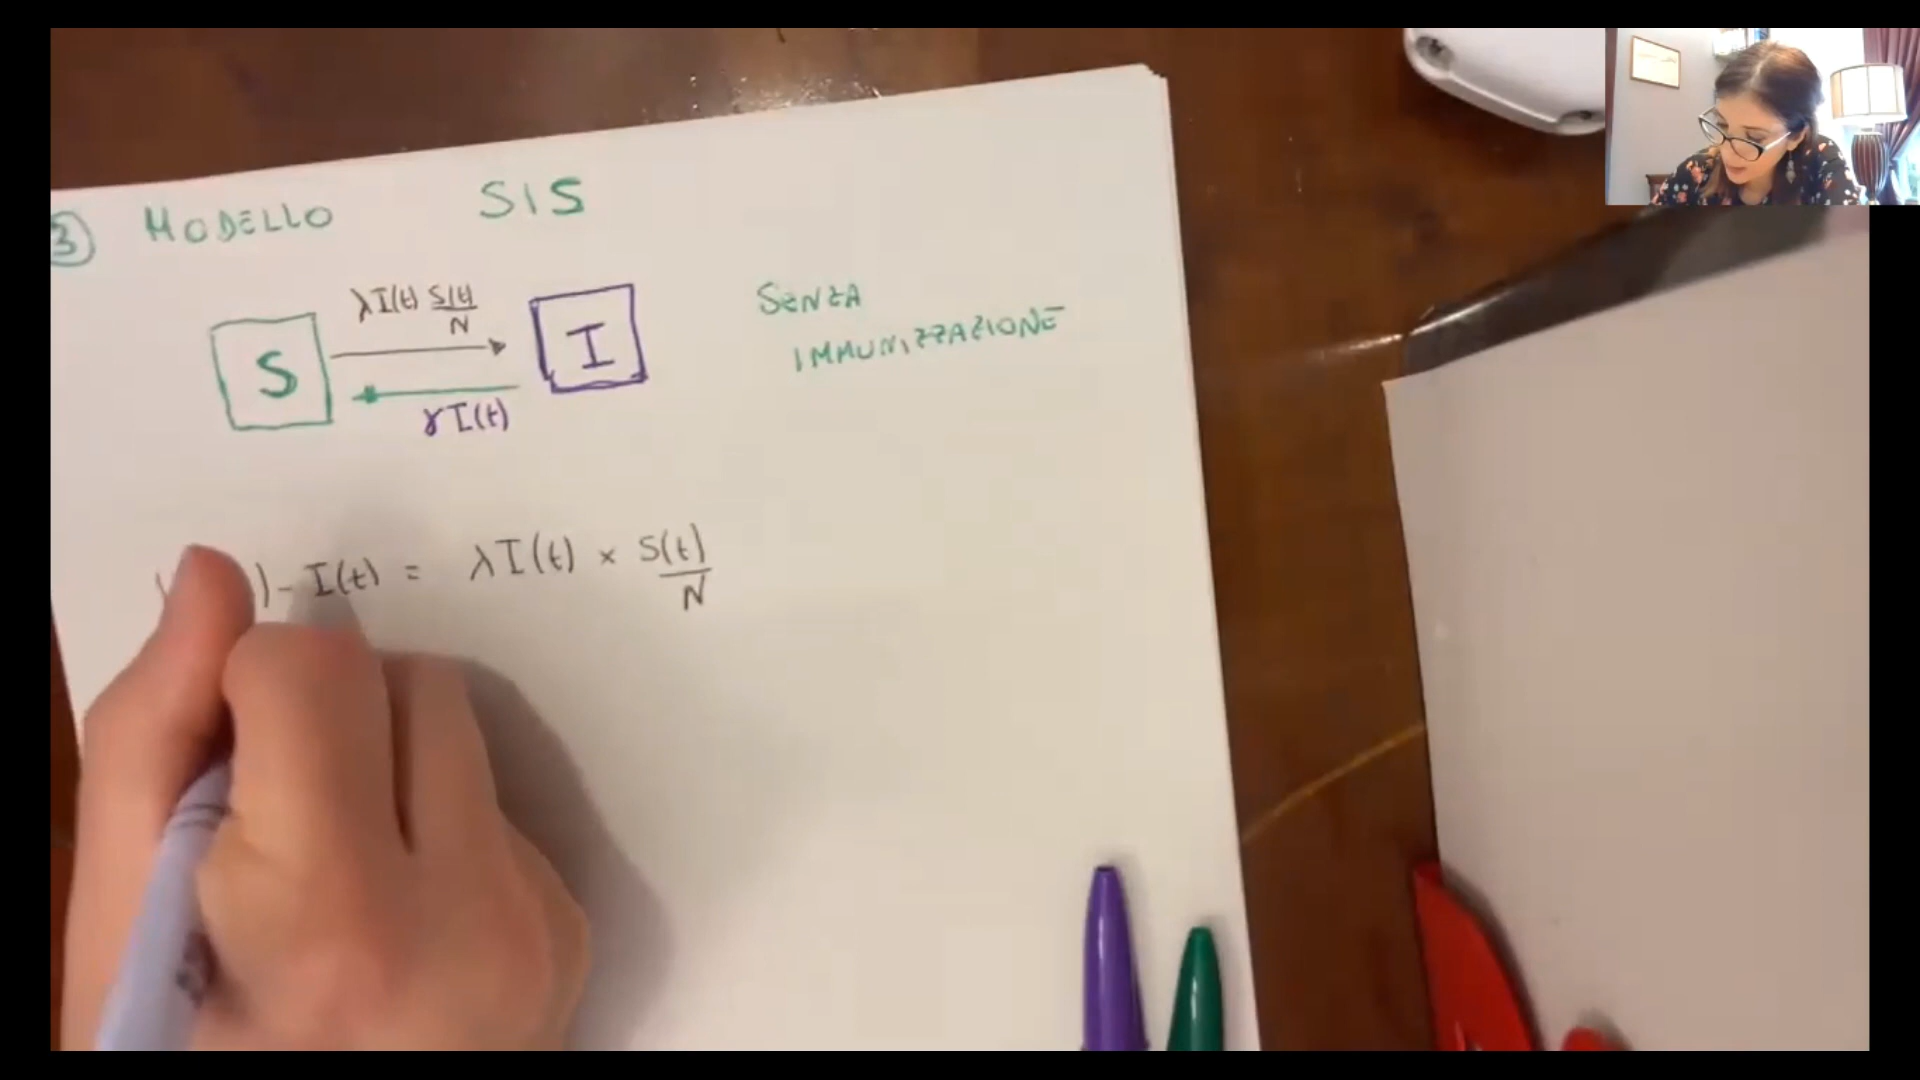 ③ MODELLO SIS
λI(t) S(t)/N
S I
γI(t)
SENZA
IMMUNIZZAZIONE
) - I(t) = λI(t) × S(t)/N